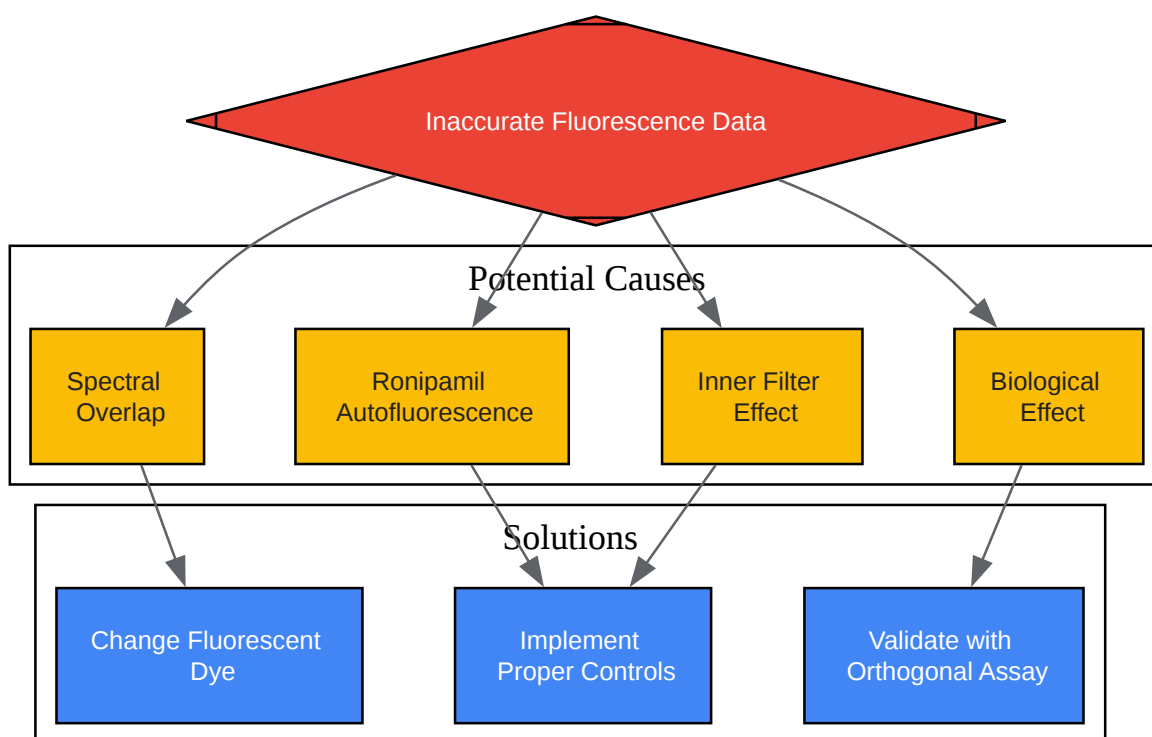 Inaccurate Fluorescence Data
Potential Causes
Spectral
Overlap
Ronipamil
Autofluorescence
Inner Filter
Effect
Biological
Effect
Solutions
Change Fluorescent
Dye
Implement
Proper Controls
Validate with
Orthogonal Assay